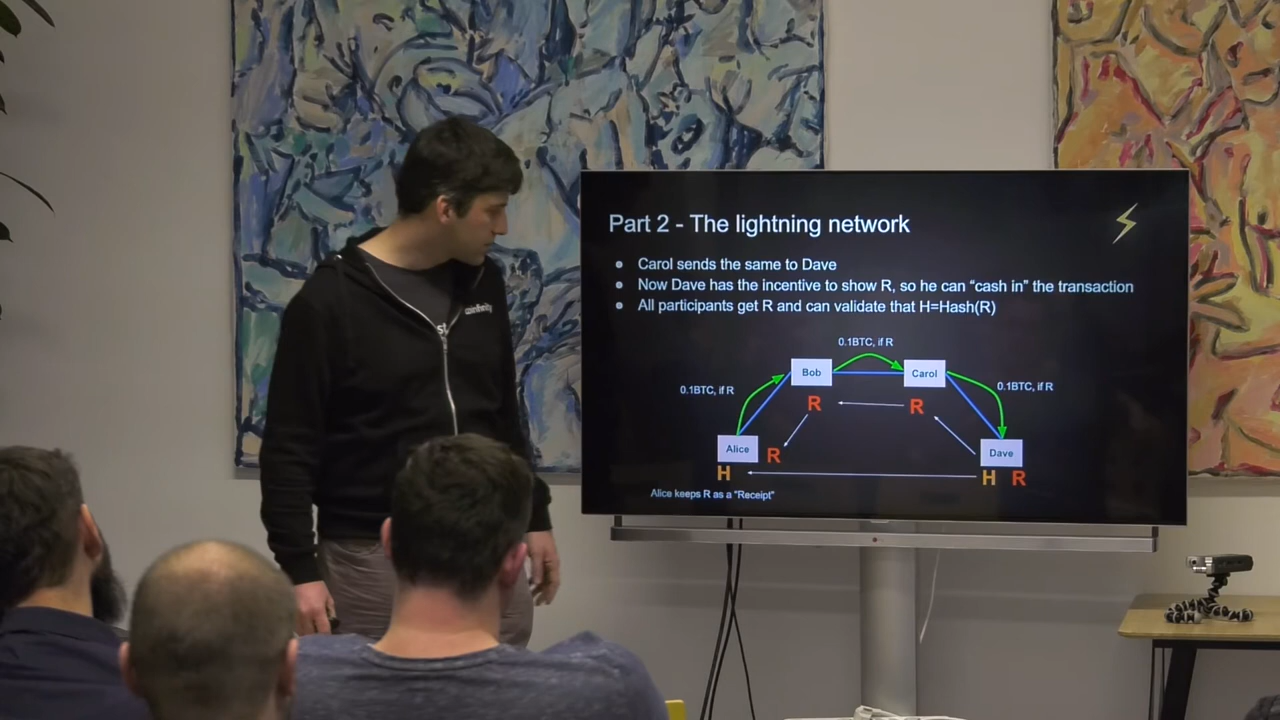 Part 2 - The lightning network
Carol sends the same to Dave
Now Dave has the incentive to show R, so he can “cash in” the transaction
All participants get R and can validate that H=Hash(R)
0.1BTC, if R
Bob
Carol
0.1BTC, if R
0.1BTC, if R
R
R
Alice
R
Dave
H
H R
Alice keeps R as a "Receipt"